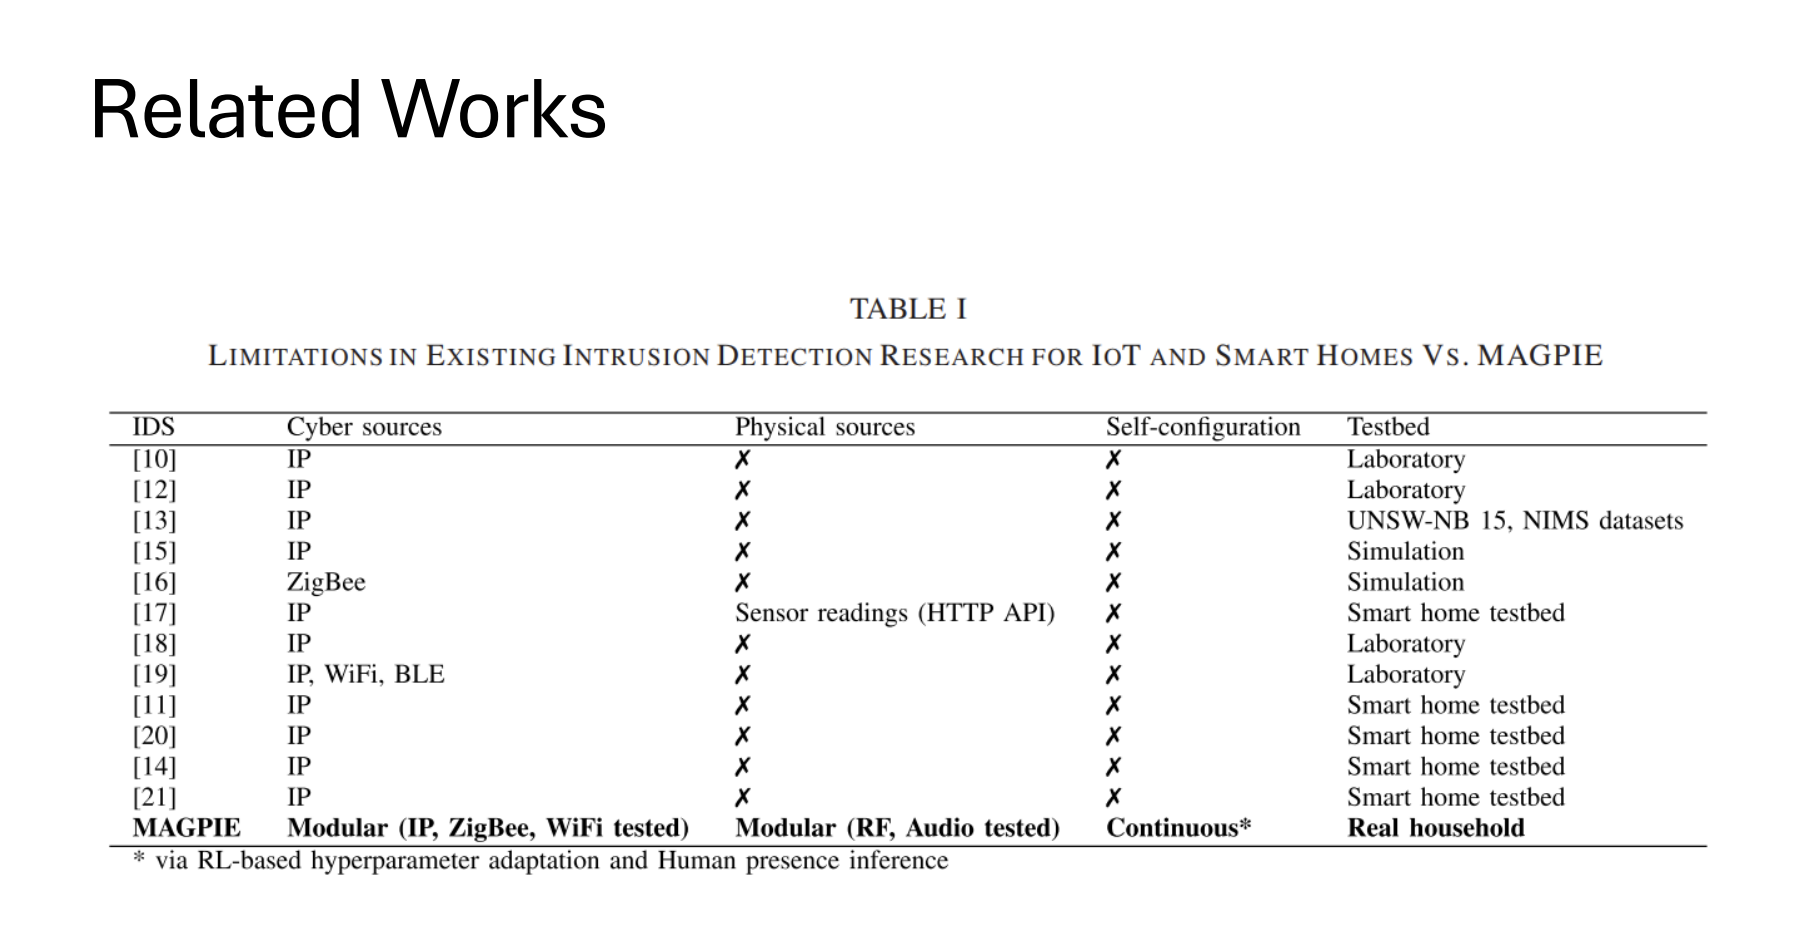 Related Works
TABLE I
LIMITATIONS IN EXISTING INTRUSION DETECTION RESEARCH FOR IOT AND SMART HOMES VS. MAGPIE
IDS Cyber sources Physical sources Self-configuration Testbed
[10] IP ✗ ✗ Laboratory
[12] IP ✗ ✗ Laboratory
[13] IP ✗ ✗ UNSW-NB 15, NIMS datasets
[15] IP ✗ ✗ Simulation
[16] ZigBee ✗ ✗ Simulation
[17] IP Sensor readings (HTTP API) ✗ Smart home testbed
[18] IP ✗ ✗ Laboratory
[19] IP, WiFi, BLE ✗ ✗ Laboratory
[11] IP ✗ ✗ Smart home testbed
[20] IP ✗ ✗ Smart home testbed
[14] IP ✗ ✗ Smart home testbed
[21] IP ✗ ✗ Smart home testbed
MAGPIE Modular (IP, ZigBee, WiFi tested) Modular (RF, Audio tested) Continuous* Real household
* via RL-based hyperparameter adaptation and Human presence inference